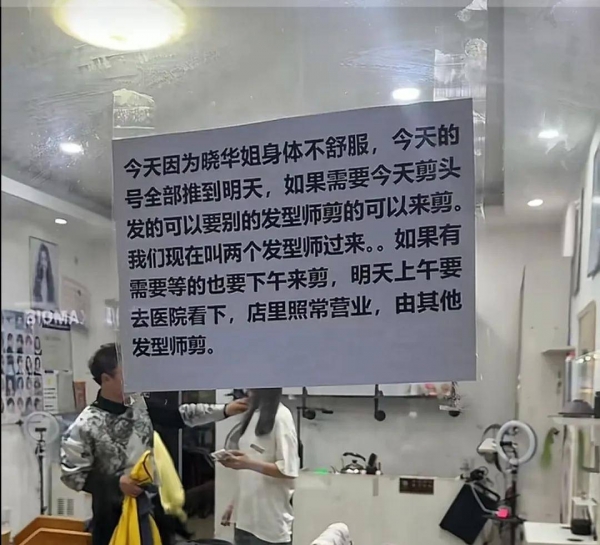 今天因为晓华姐身体不舒服，今天的
号全部推到明天，如果需要今天剪头
发的可以要别的发型师剪的可以来剪。
我们现在叫两个发型师过来。。如果有
需要等的也要下午来剪，明天上午要
去医院看下，店里照常营业，由其他
发型师剪。